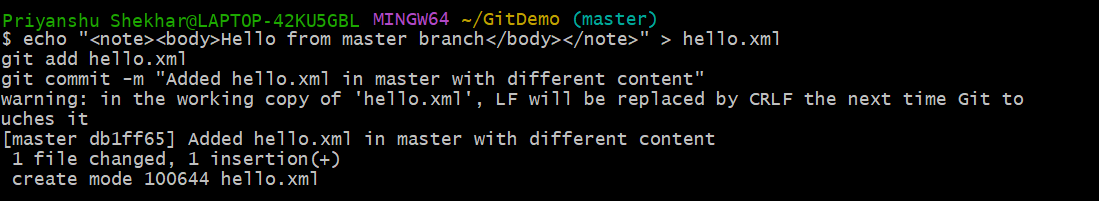 Priyanshu Shekhar@LAPTOP-42KU5GBL MINGW64 ~/GitDemo (master)
$ echo "<note><body>Hello from master branch</body></note>" > hello.xml
git add hello.xml
git commit -m "Added hello.xml in master with different content"
warning: in the working copy of 'hello.xml', LF will be replaced by CRLF the next time Git to
uches it
[master db1ff65] Added hello.xml in master with different content
 1 file changed, 1 insertion(+)
 create mode 100644 hello.xml